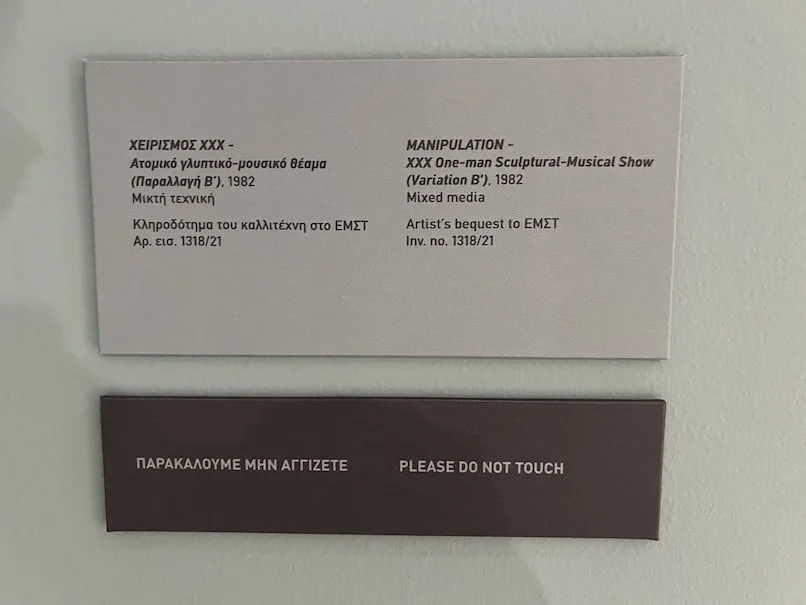 ΧΕΙΡΙΣΜΟΣ ΧΧΧ -
Ατομικό γλυπτικό-μουσικό θέαμα
(Παραλλαγή Β’), 1982
Μικτή τεχνική
Κληροδότημα του καλλιτέχνη στο ΕΜΣΤ
Αρ. εισ. 1318/21
MANIPULATION -
XXX One-man Sculptural-Musical Show
(Variation B’), 1982
Mixed media
Artist’s bequest to ΕΜΣΤ
Inv. no. 1318/21
ΠΑΡΑΚΑΛΟΥΜΕ ΜΗΝ ΑΓΓΙΖΕΤΕ
PLEASE DO NOT TOUCH